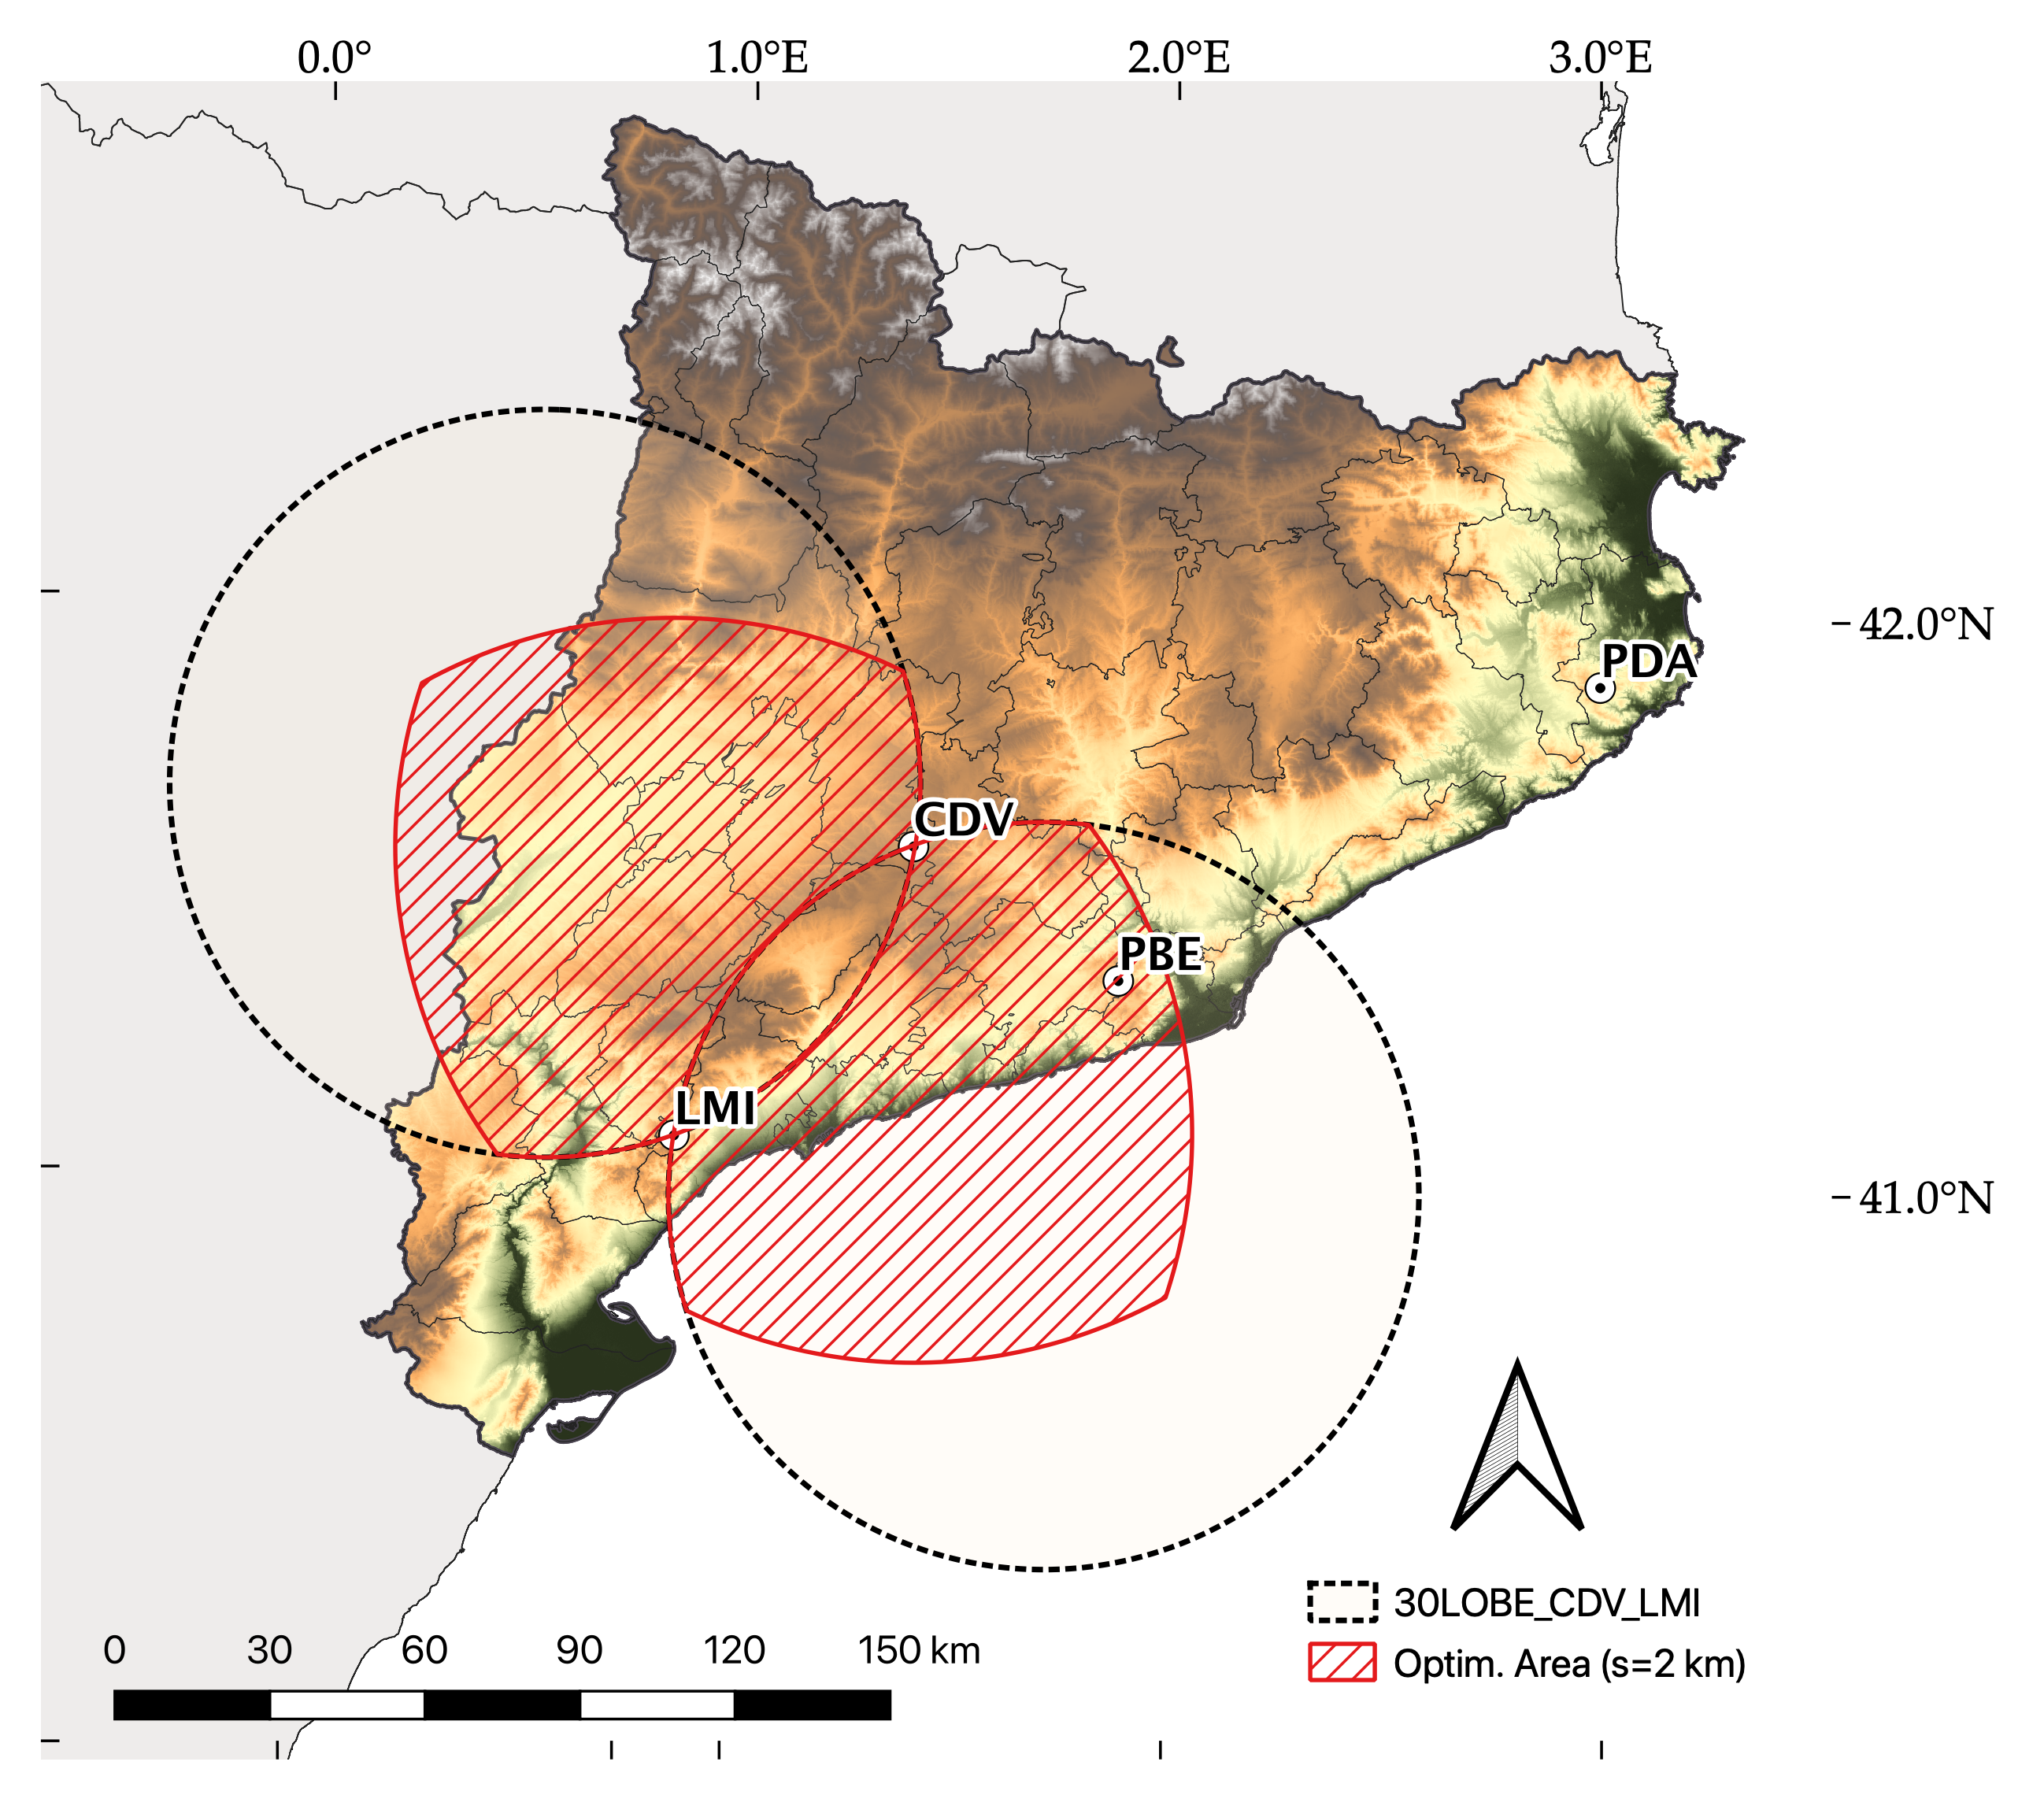 0.0° 1.0°E 2.0°E 3.0°E
42.0°N
PDA
CDV
PBE
LMI
41.0°N
30LOBE_CDV_LMI
0 30 60 90 120 150 km
Optim. Area (s=2 km)